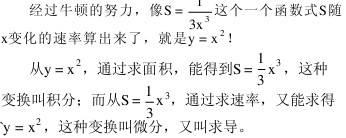 经过牛顿的努力，像S=1/3x³这个一个函数式S随
x变化的速率算出来了，就是y=x²！
从y=x²，通过求面积，能得到S=1/3x³，这种
变换叫积分；而从S=1/3x³，通过求速率，又能求得
y=x²，这种变换叫微分，又叫求导。